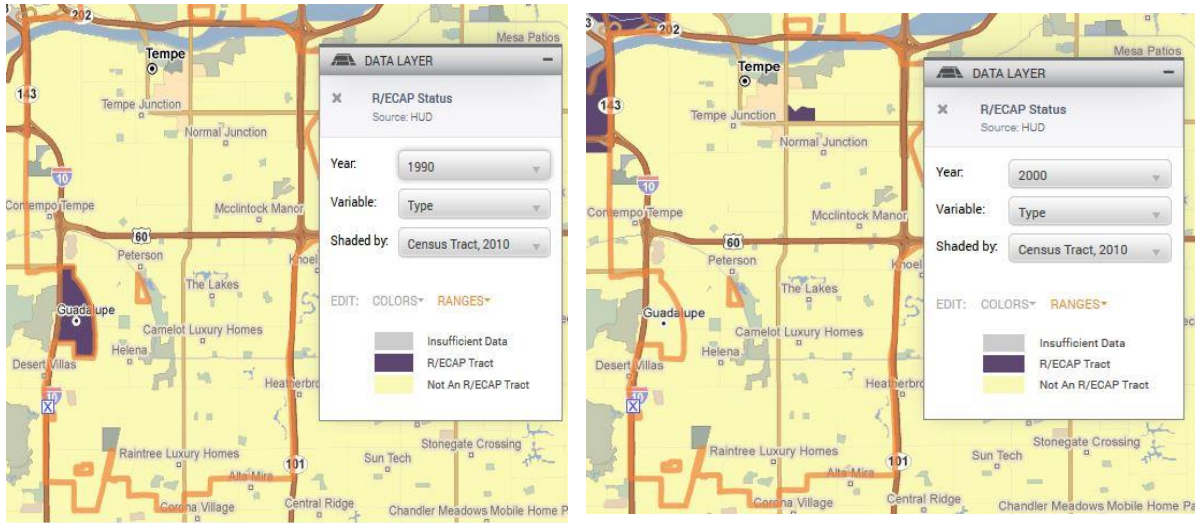 202
Mesa Patios
Tempe
143
Tempe Junction
Normal Junction
10
Contempo Tempe
Mcclintock Manor
60
Peterson
Knoel
The Lakes
Guadalupe
Camelot Luxury Homes
Helena
Desert Villas
Heatherbro
10
X
Raintree Luxury Homes
Stonegate Crossing
Sun Tech
101
Alta Mira
Corona Village
Central Ridge
Chandler Meadows Mobile Home P
DATA LAYER
R/ECAP Status
Source: HUD
Year:
1990
Variable:
Type
Shaded by:
Census Tract, 2010
EDIT: COLORS RANGES
Insufficient Data
R/ECAP Tract
Not An R/ECAP Tract
202
Mesa Patios
Tempe
143
Tempe Junction
Normal Junction
10
Contempo Tempe
Mcclintock Manor
60
Peterson
Knoel
The Lakes
Guadalupe
Camelot Luxury Homes
Helena
Desert Villas
Heatherbro
10
X
Raintree Luxury Homes
Stonegate Crossing
Sun Tech
101
Alta Mira
Corona Village
Central Ridge
Chandler Meadows Mobile Home Pa
DATA LAYER
R/ECAP Status
Source: HUD
Year:
2000
Variable:
Type
Shaded by:
Census Tract, 2010
EDIT: COLORS RANGES
Insufficient Data
R/ECAP Tract
Not An R/ECAP Tract